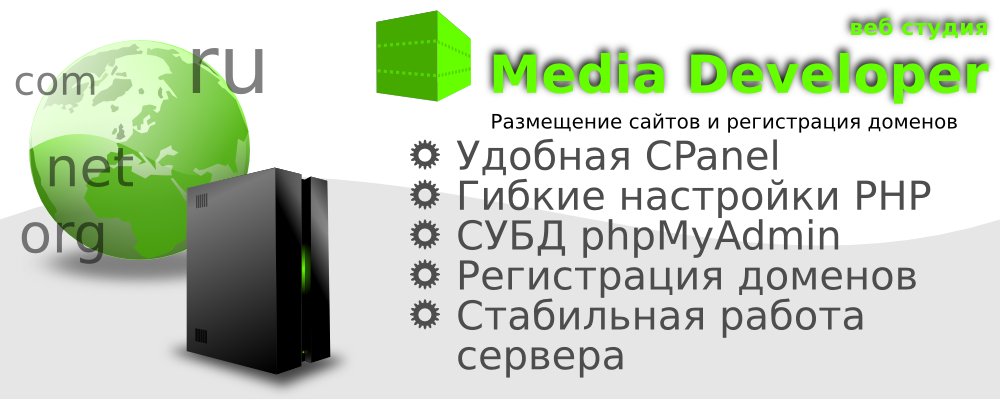 com
ru
net
org
веб студия
Media Developer
Размещение сайтов и регистрация доменов
Удобная CPanel
Гибкие настройки PHP
СУБД phpMyAdmin
Регистрация доменов
Стабильная работа
сервера